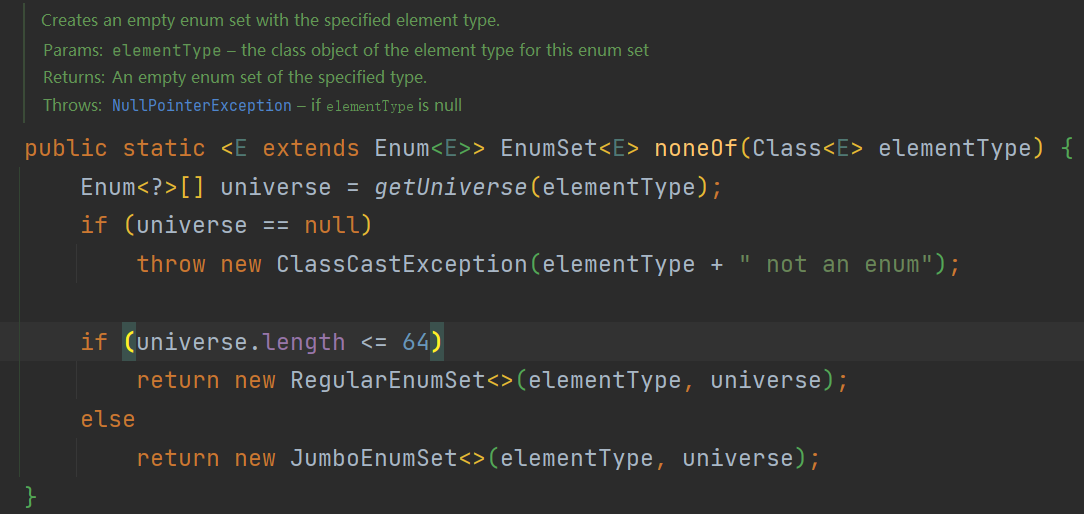 Creates an empty enum set with the specified element type.
Params: elementType – the class object of the element type for this enum set
Returns: An empty enum set of the specified type.
Throws: NullPointerException – if elementType is null
public static <E extends Enum<E>> EnumSet<E> noneOf(Class<E> elementType) {
    Enum<?>[] universe = getUniverse(elementType);
    if (universe == null)
        throw new ClassCastException(elementType + " not an enum");
    if (universe.length <= 64)
        return new RegularEnumSet<>(elementType, universe);
    else
        return new JumboEnumSet<>(elementType, universe);
}